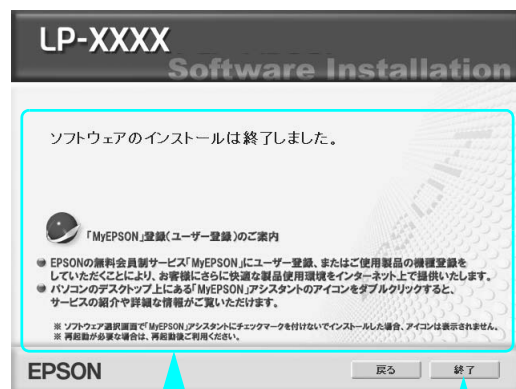 LP-XXXX
Software Installation
ソフトウェアのインストールは終了しました。
「MyEPSON」登録(ユーザー登録)のご案内
EPSONの無料会員制サービス「MyEPSON」にユーザー登録、またはご使用製品の機種登録を
していただくことにより、お客様にさらに快適な製品使用環境をインターネット上で提供いたします。
パソコンのデスクトップ上にある「MyEPSON」アシスタントのアイコンをダブルクリックすると、
サービスの紹介や詳細な情報がご覧いただけます。
※ ソフトウェア選択画面で「MyEPSON」アシスタントにチェックマークを付けないでインストールした場合、アイコンは表示されません。
※ 再起動が必要な場合は、再起動後ご利用ください。
EPSON
戻る
終了